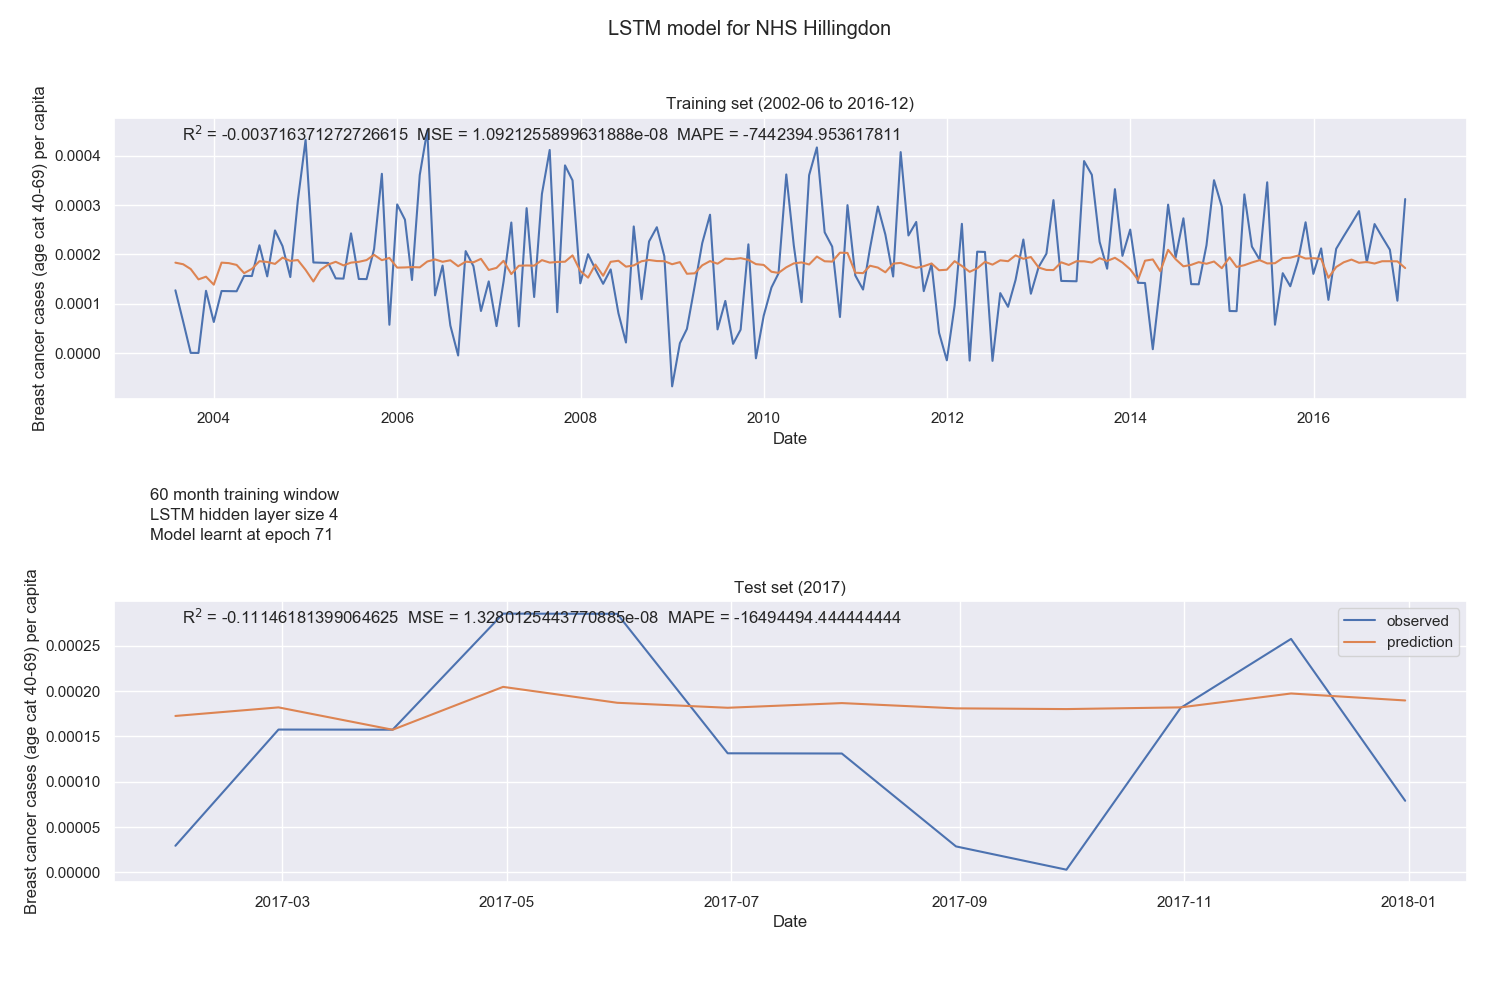 LSTM model for NHS Hillingdon
Training set (2002-06 to 2016-12)
R² = -0.003716371272726615  MSE = 1.0921255899631888e-08  MAPE = -7442394.953617811
Breast cancer cases (age cat 40-69) per capita
0.0004
0.0003
0.0002
0.0001
0.0000
2004 2006 2008 2010 2012 2014 2016
Date
60 month training window
LSTM hidden layer size 4
Model learnt at epoch 71
Test set (2017)
R² = -0.11146181399064625  MSE = 1.3280125443770885e-08  MAPE = -16494494.444444444
observed
prediction
Breast cancer cases (age cat 40-69) per capita
0.00025
0.00020
0.00015
0.00010
0.00005
0.00000
2017-03 2017-05 2017-07 2017-09 2017-11 2018-01
Date